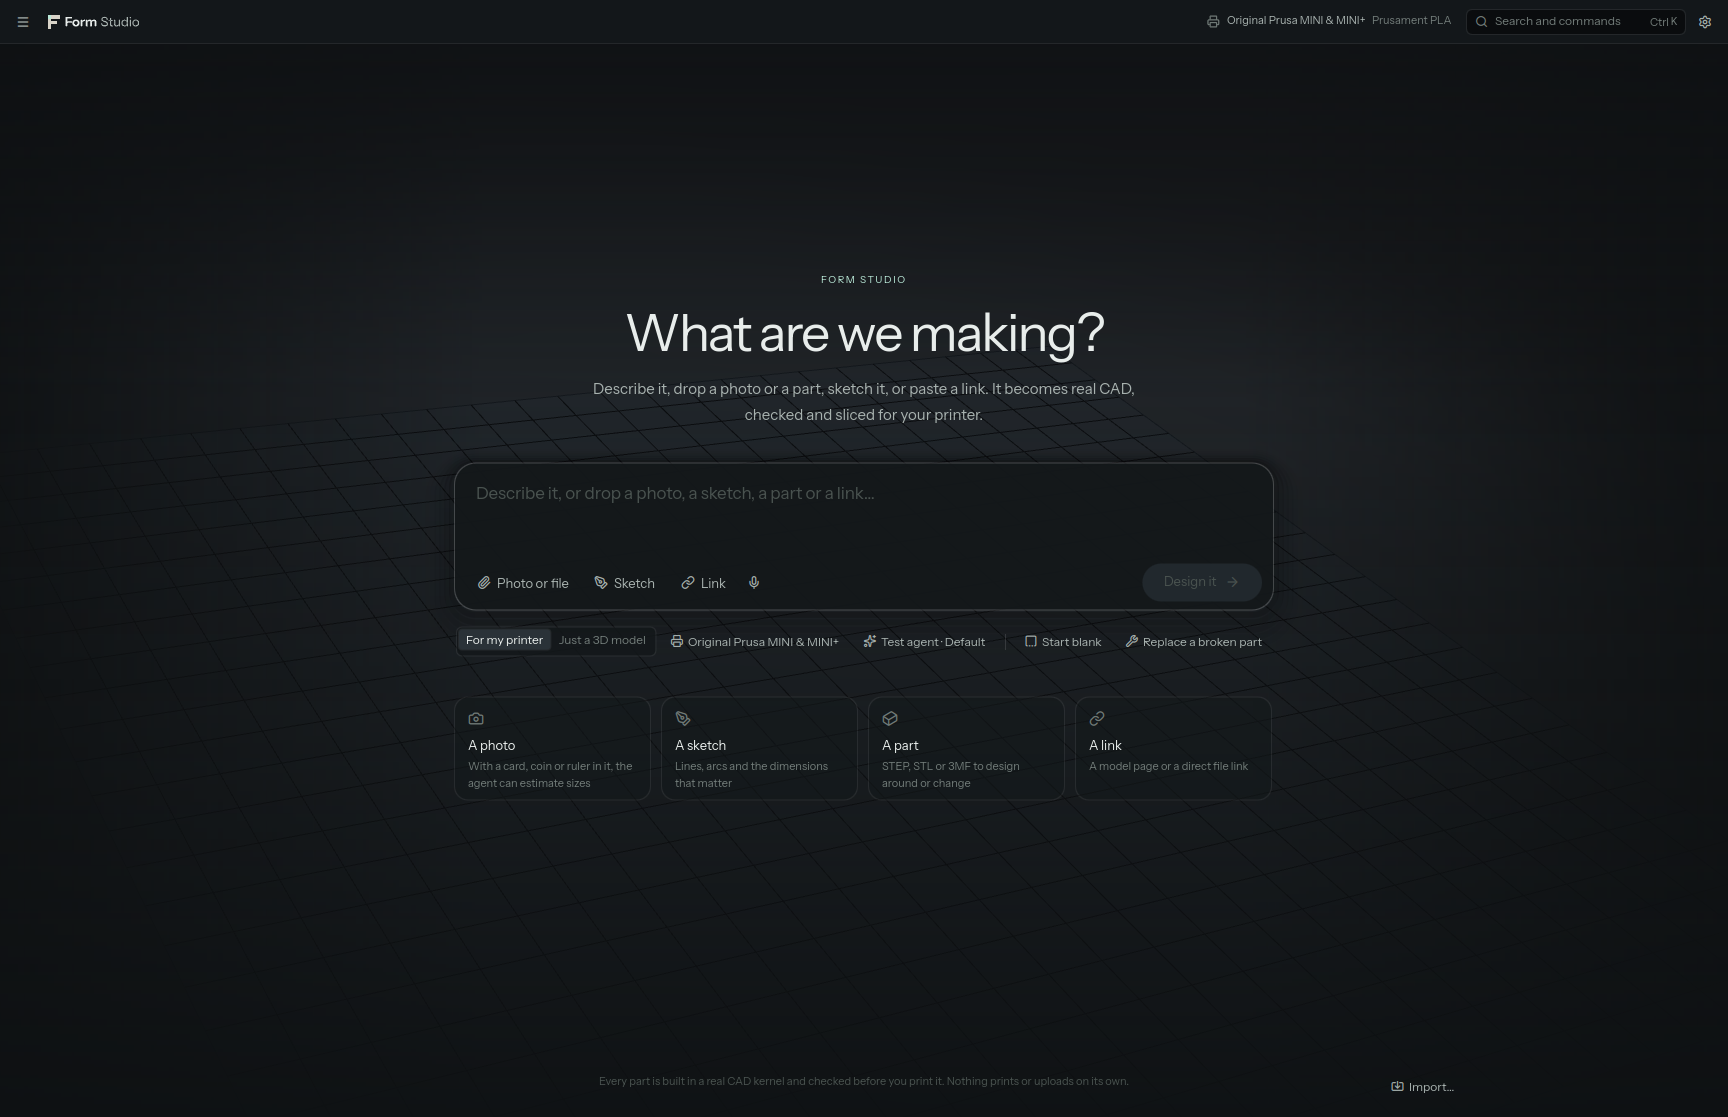 Form Studio
Original Prusa MINI & MINI+ Prusament PLA
Search and commands Ctrl K
FORM STUDIO
What are we making?
Describe it, drop a photo or a part, sketch it, or paste a link. It becomes real CAD,
checked and sliced for your printer.
Describe it, or drop a photo, a sketch, a part or a link...
Photo or file Sketch Link
Design it
For my printer Just a 3D model Original Prusa MINI & MINI+ Test agent · Default Start blank Replace a broken part
A photo
With a card, coin or ruler in it, the
agent can estimate sizes
A sketch
Lines, arcs and the dimensions
that matter
A part
STEP, STL or 3MF to design
around or change
A link
A model page or a direct file link
Every part is built in a real CAD kernel and checked before you print it. Nothing prints or uploads on its own.
Import...